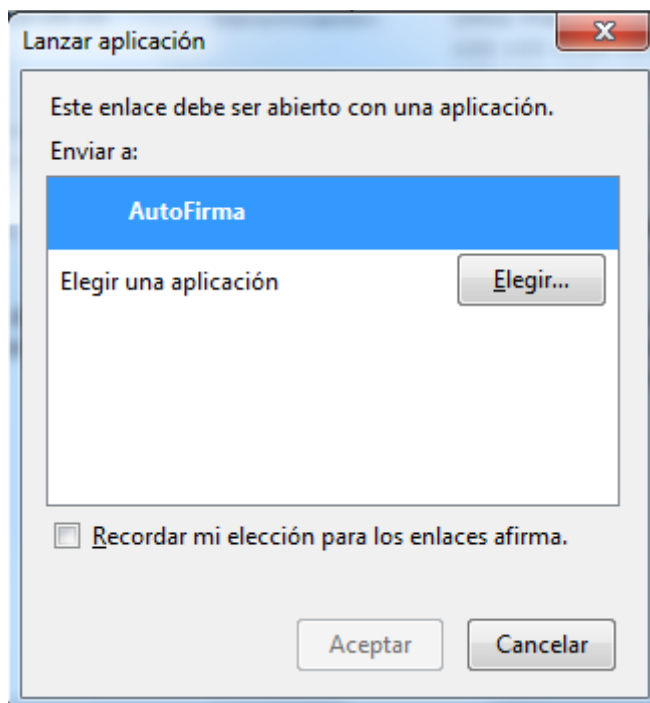 Lanzar aplicación
Este enlace debe ser abierto con una aplicación.
Enviar a:
AutoFirma
Elegir una aplicación
Elegir...
Recordar mi elección para los enlaces afirma.
Aceptar
Cancelar